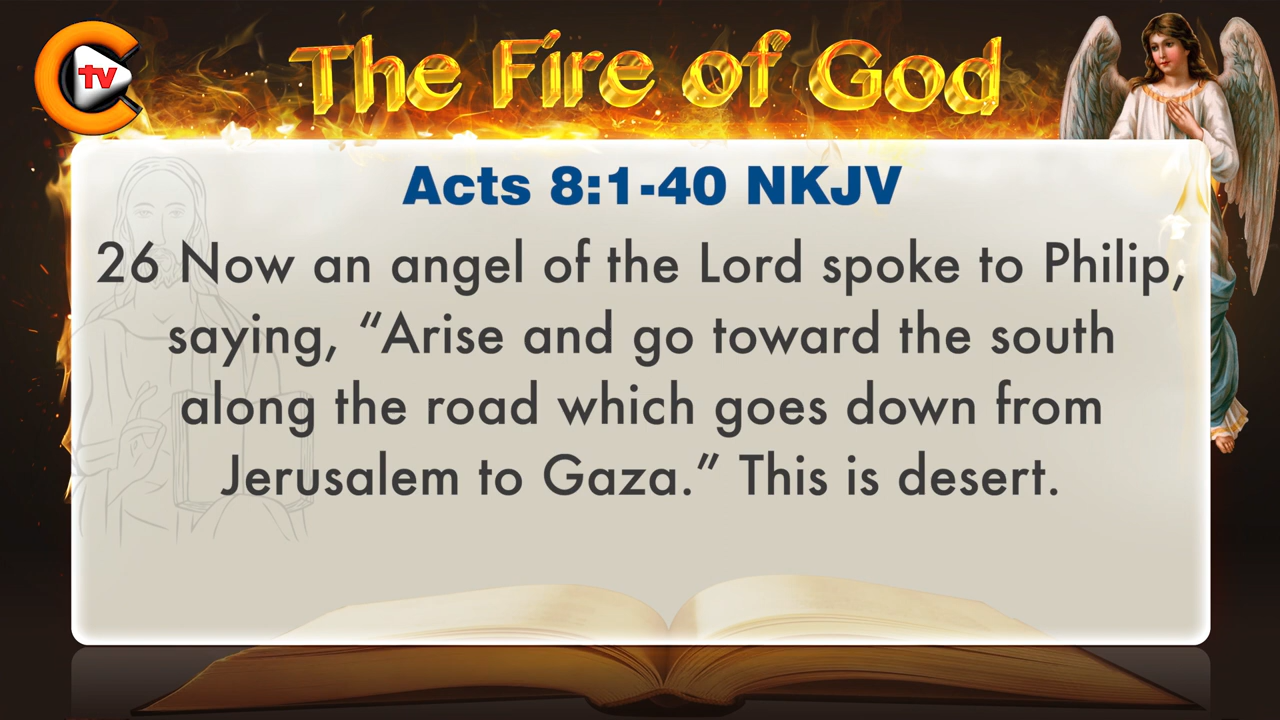 tv
The Fire of God
Acts 8:1-40 NKJV
26 Now an angel of the Lord spoke to Philip,
saying, “Arise and go toward the south
along the road which goes down from
Jerusalem to Gaza.” This is desert.